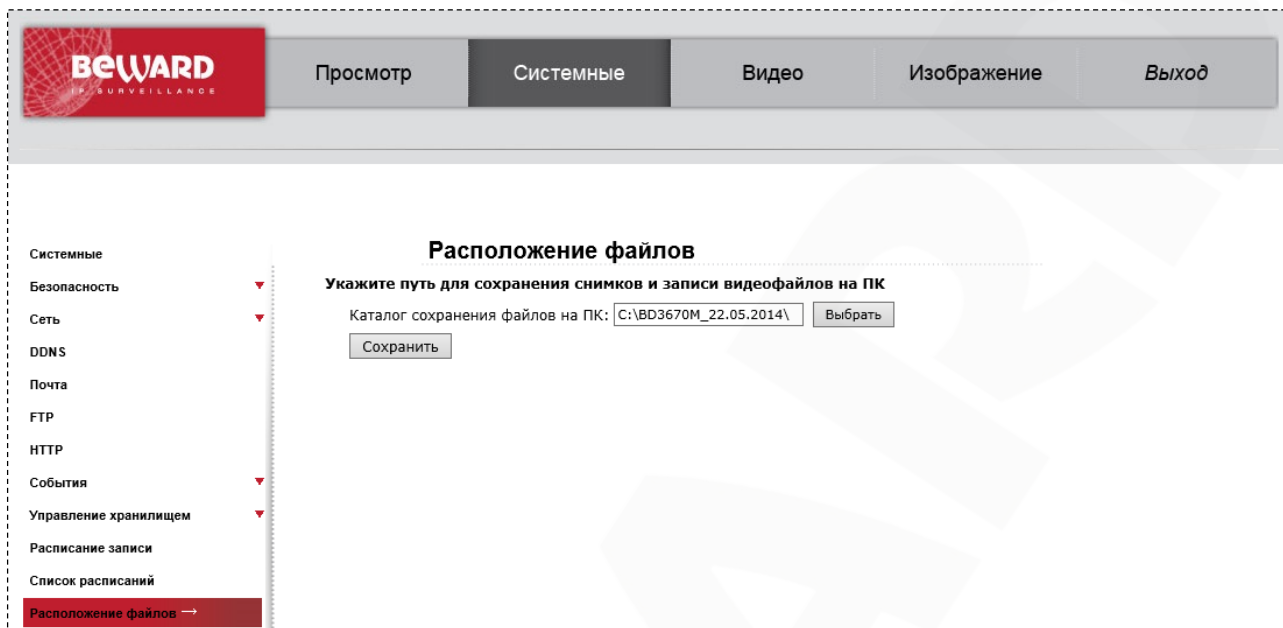 BEWARD
IP SURVEILLANCE
Просмотр
Системные
Видео
Изображение
Выход
Системные
Безопасность
Сеть
DDNS
Почта
FTP
HTTP
События
Управление хранилищем
Расписание записи
Список расписаний
Расположение файлов →
Расположение файлов
Укажите путь для сохранения снимков и записи видеофайлов на ПК
Каталог сохранения файлов на ПК: C:\BD3670M_22.05.2014\ Выбрать
Сохранить